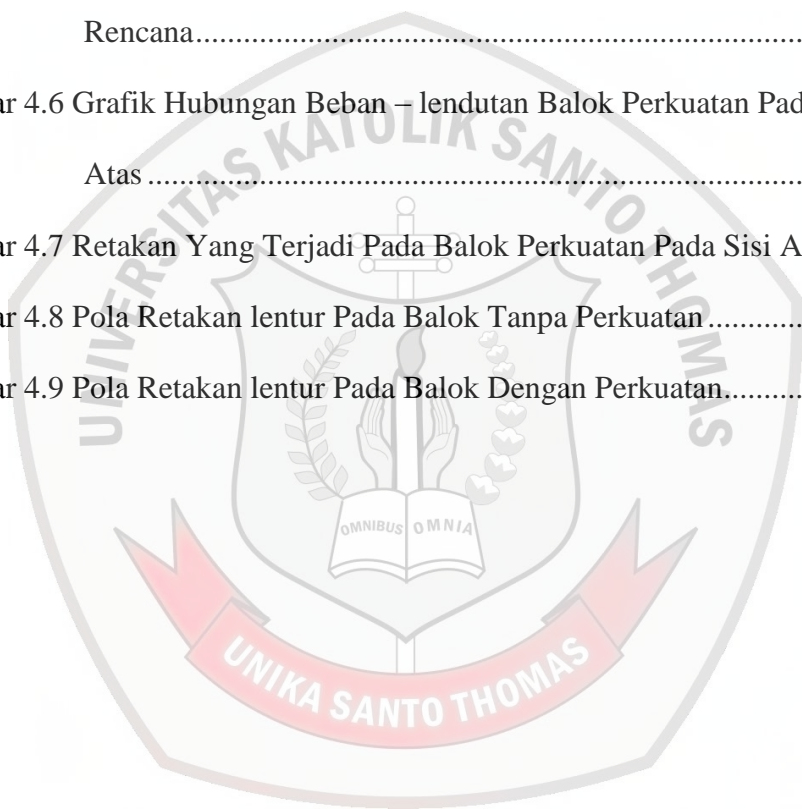 Rencana........................................................................
ar 4.6 Grafik Hubungan Beban – lendutan Balok Perkuatan Pad
Atas ........................................................................
ar 4.7 Retakan Yang Terjadi Pada Balok Perkuatan Pada Sisi A
ar 4.8 Pola Retakan lentur Pada Balok Tanpa Perkuatan ............
ar 4.9 Pola Retakan lentur Pada Balok Dengan Perkuatan..........
UNIVERSITAS KATOLIK SANTO THOMAS
OMNIBUS OMNIA
UNIKA SANTO THOMAS